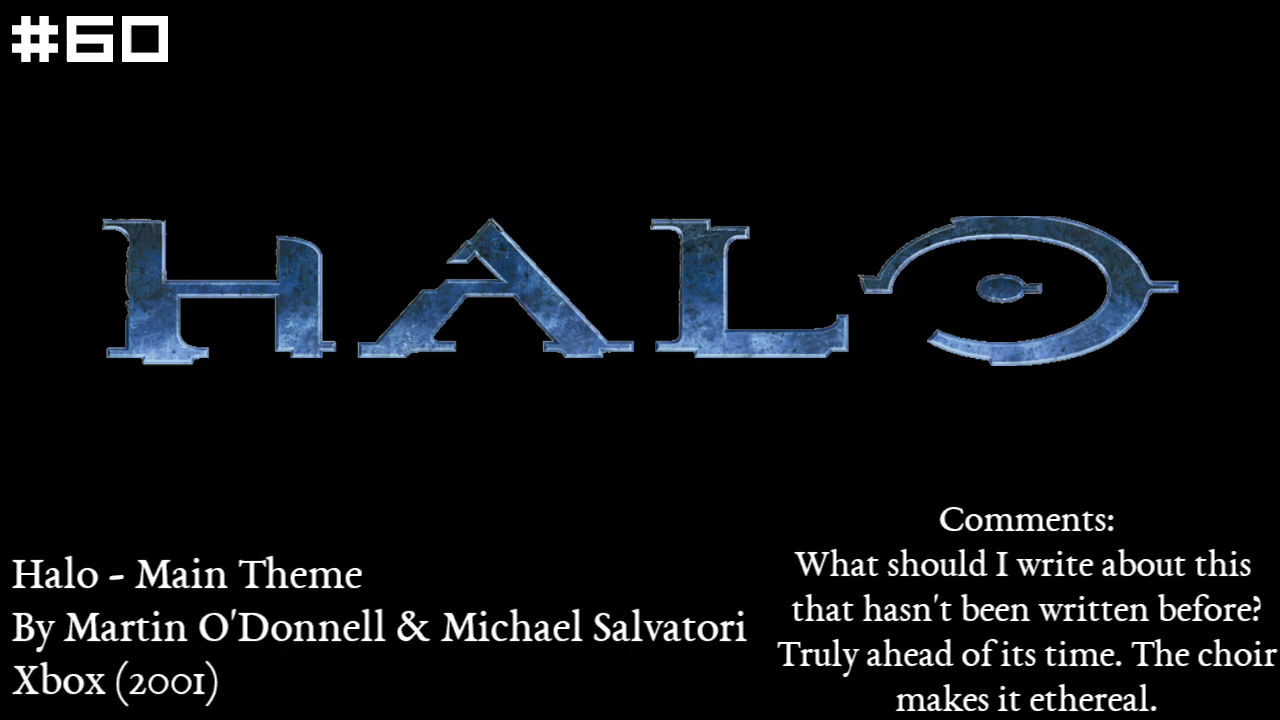 #60
HALO
Halo - Main Theme
By Martin O'Donnell & Michael Salvatori
Xbox (2001)
Comments:
What should I write about this
that hasn't been written before?
Truly ahead of its time. The choir
makes it ethereal.